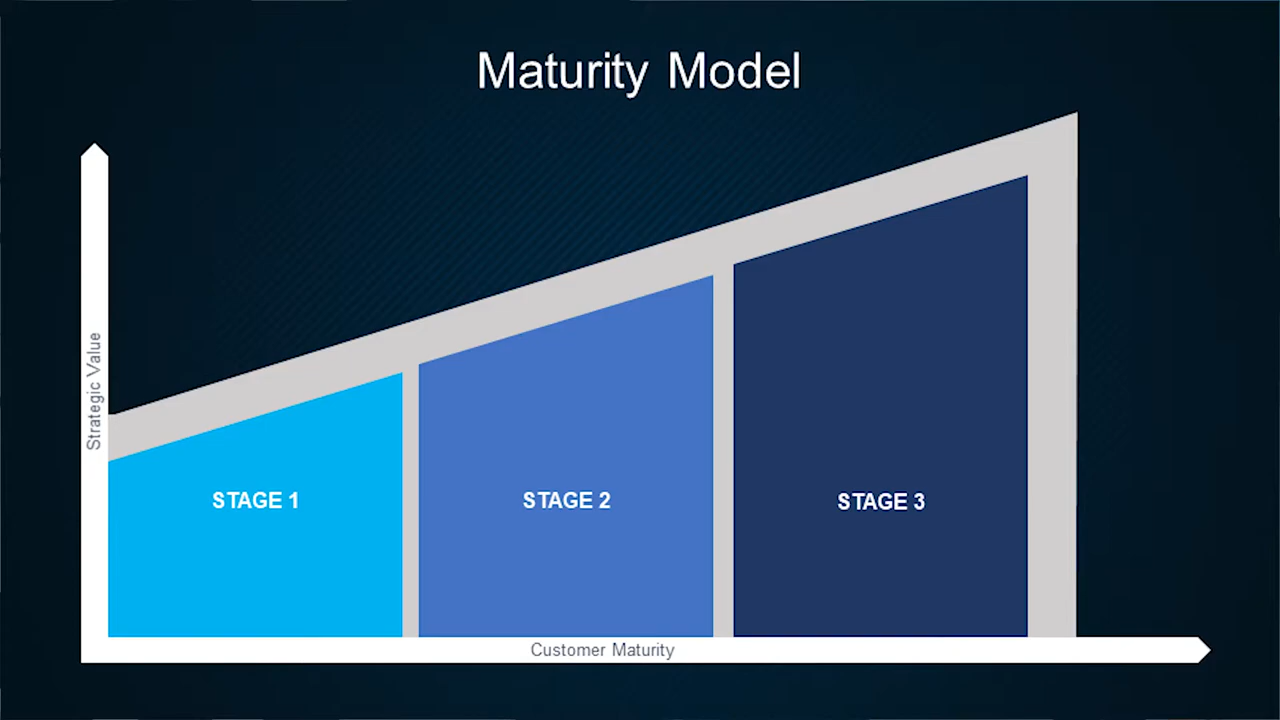 Maturity Model
Strategic Value
STAGE 1
STAGE 2
STAGE 3
Customer Maturity